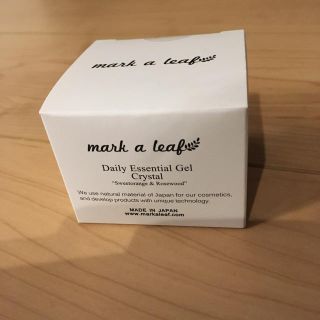 mark a leaf
mark a leaf
Daily Essential Gel
Crystal
"Sweetorange & Rosewood"
We use natural material of Japan for our cosmetics,
and develop products with unique technology.
MADE IN JAPAN
www.markaleaf.com